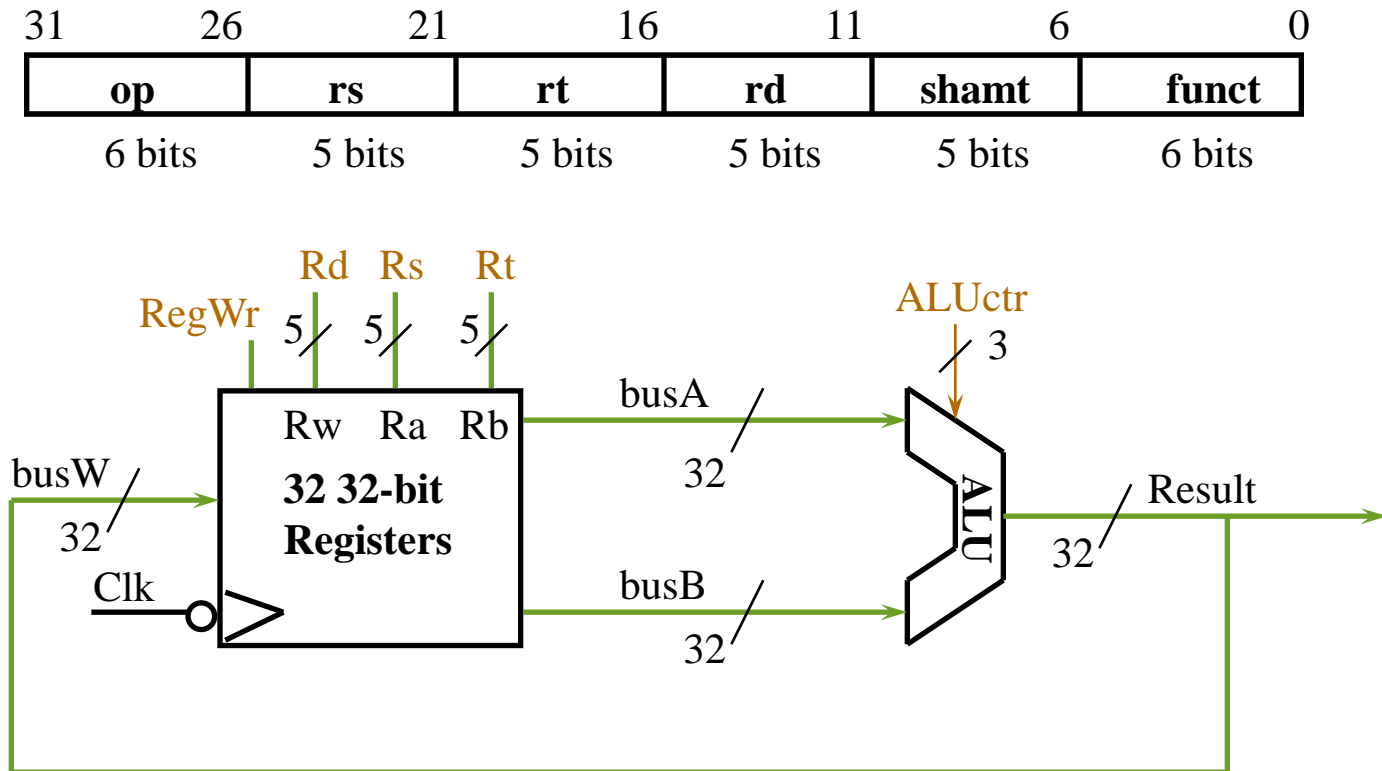 31 26 21 16 11 6 0
op rs rt rd shamt funct
6 bits 5 bits 5 bits 5 bits 5 bits 6 bits
Rd Rs Rt
RegWr ALUctr
5 5 5 3
busA
Rw Ra Rb
busW 32
32 32-bit Result
Registers
32 ALU 32
Clk busB
32